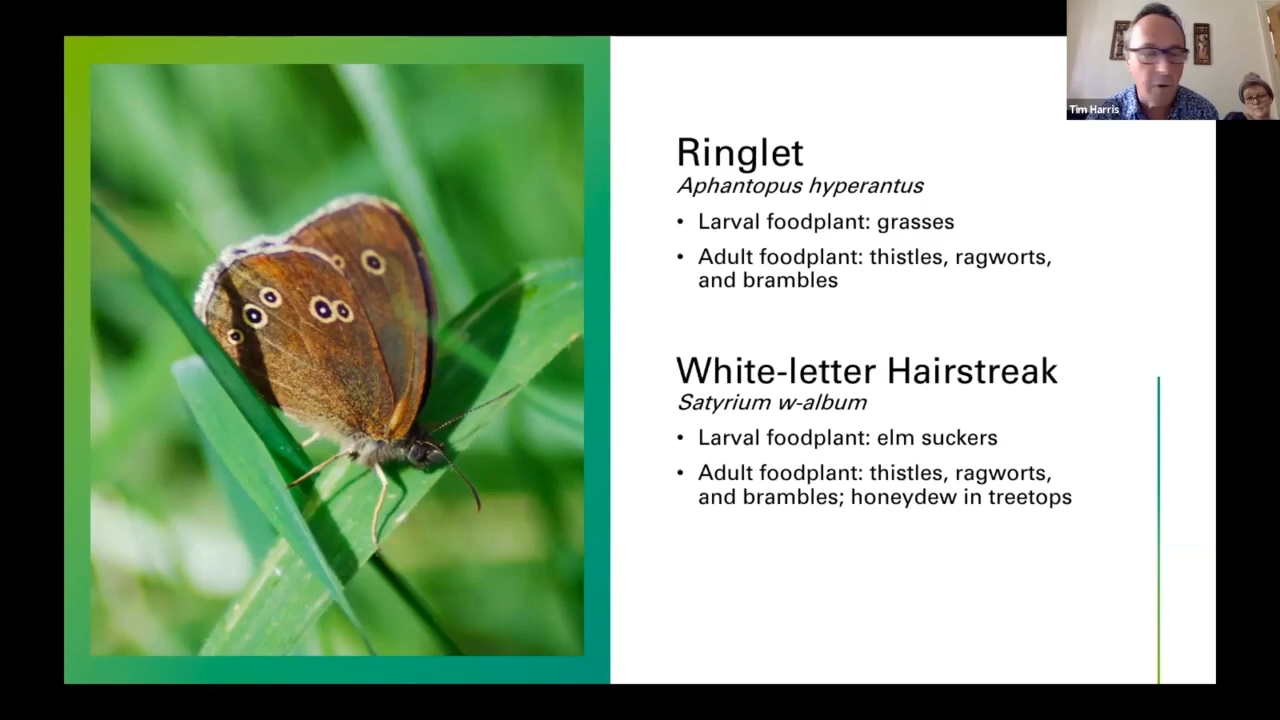 Tim Harris
Ringlet
Aphantopus hyperantus
• Larval foodplant: grasses
• Adult foodplant: thistles, ragworts,
and brambles
White-letter Hairstreak
Satyrium w-album
• Larval foodplant: elm suckers
• Adult foodplant: thistles, ragworts,
and brambles; honeydew in treetops